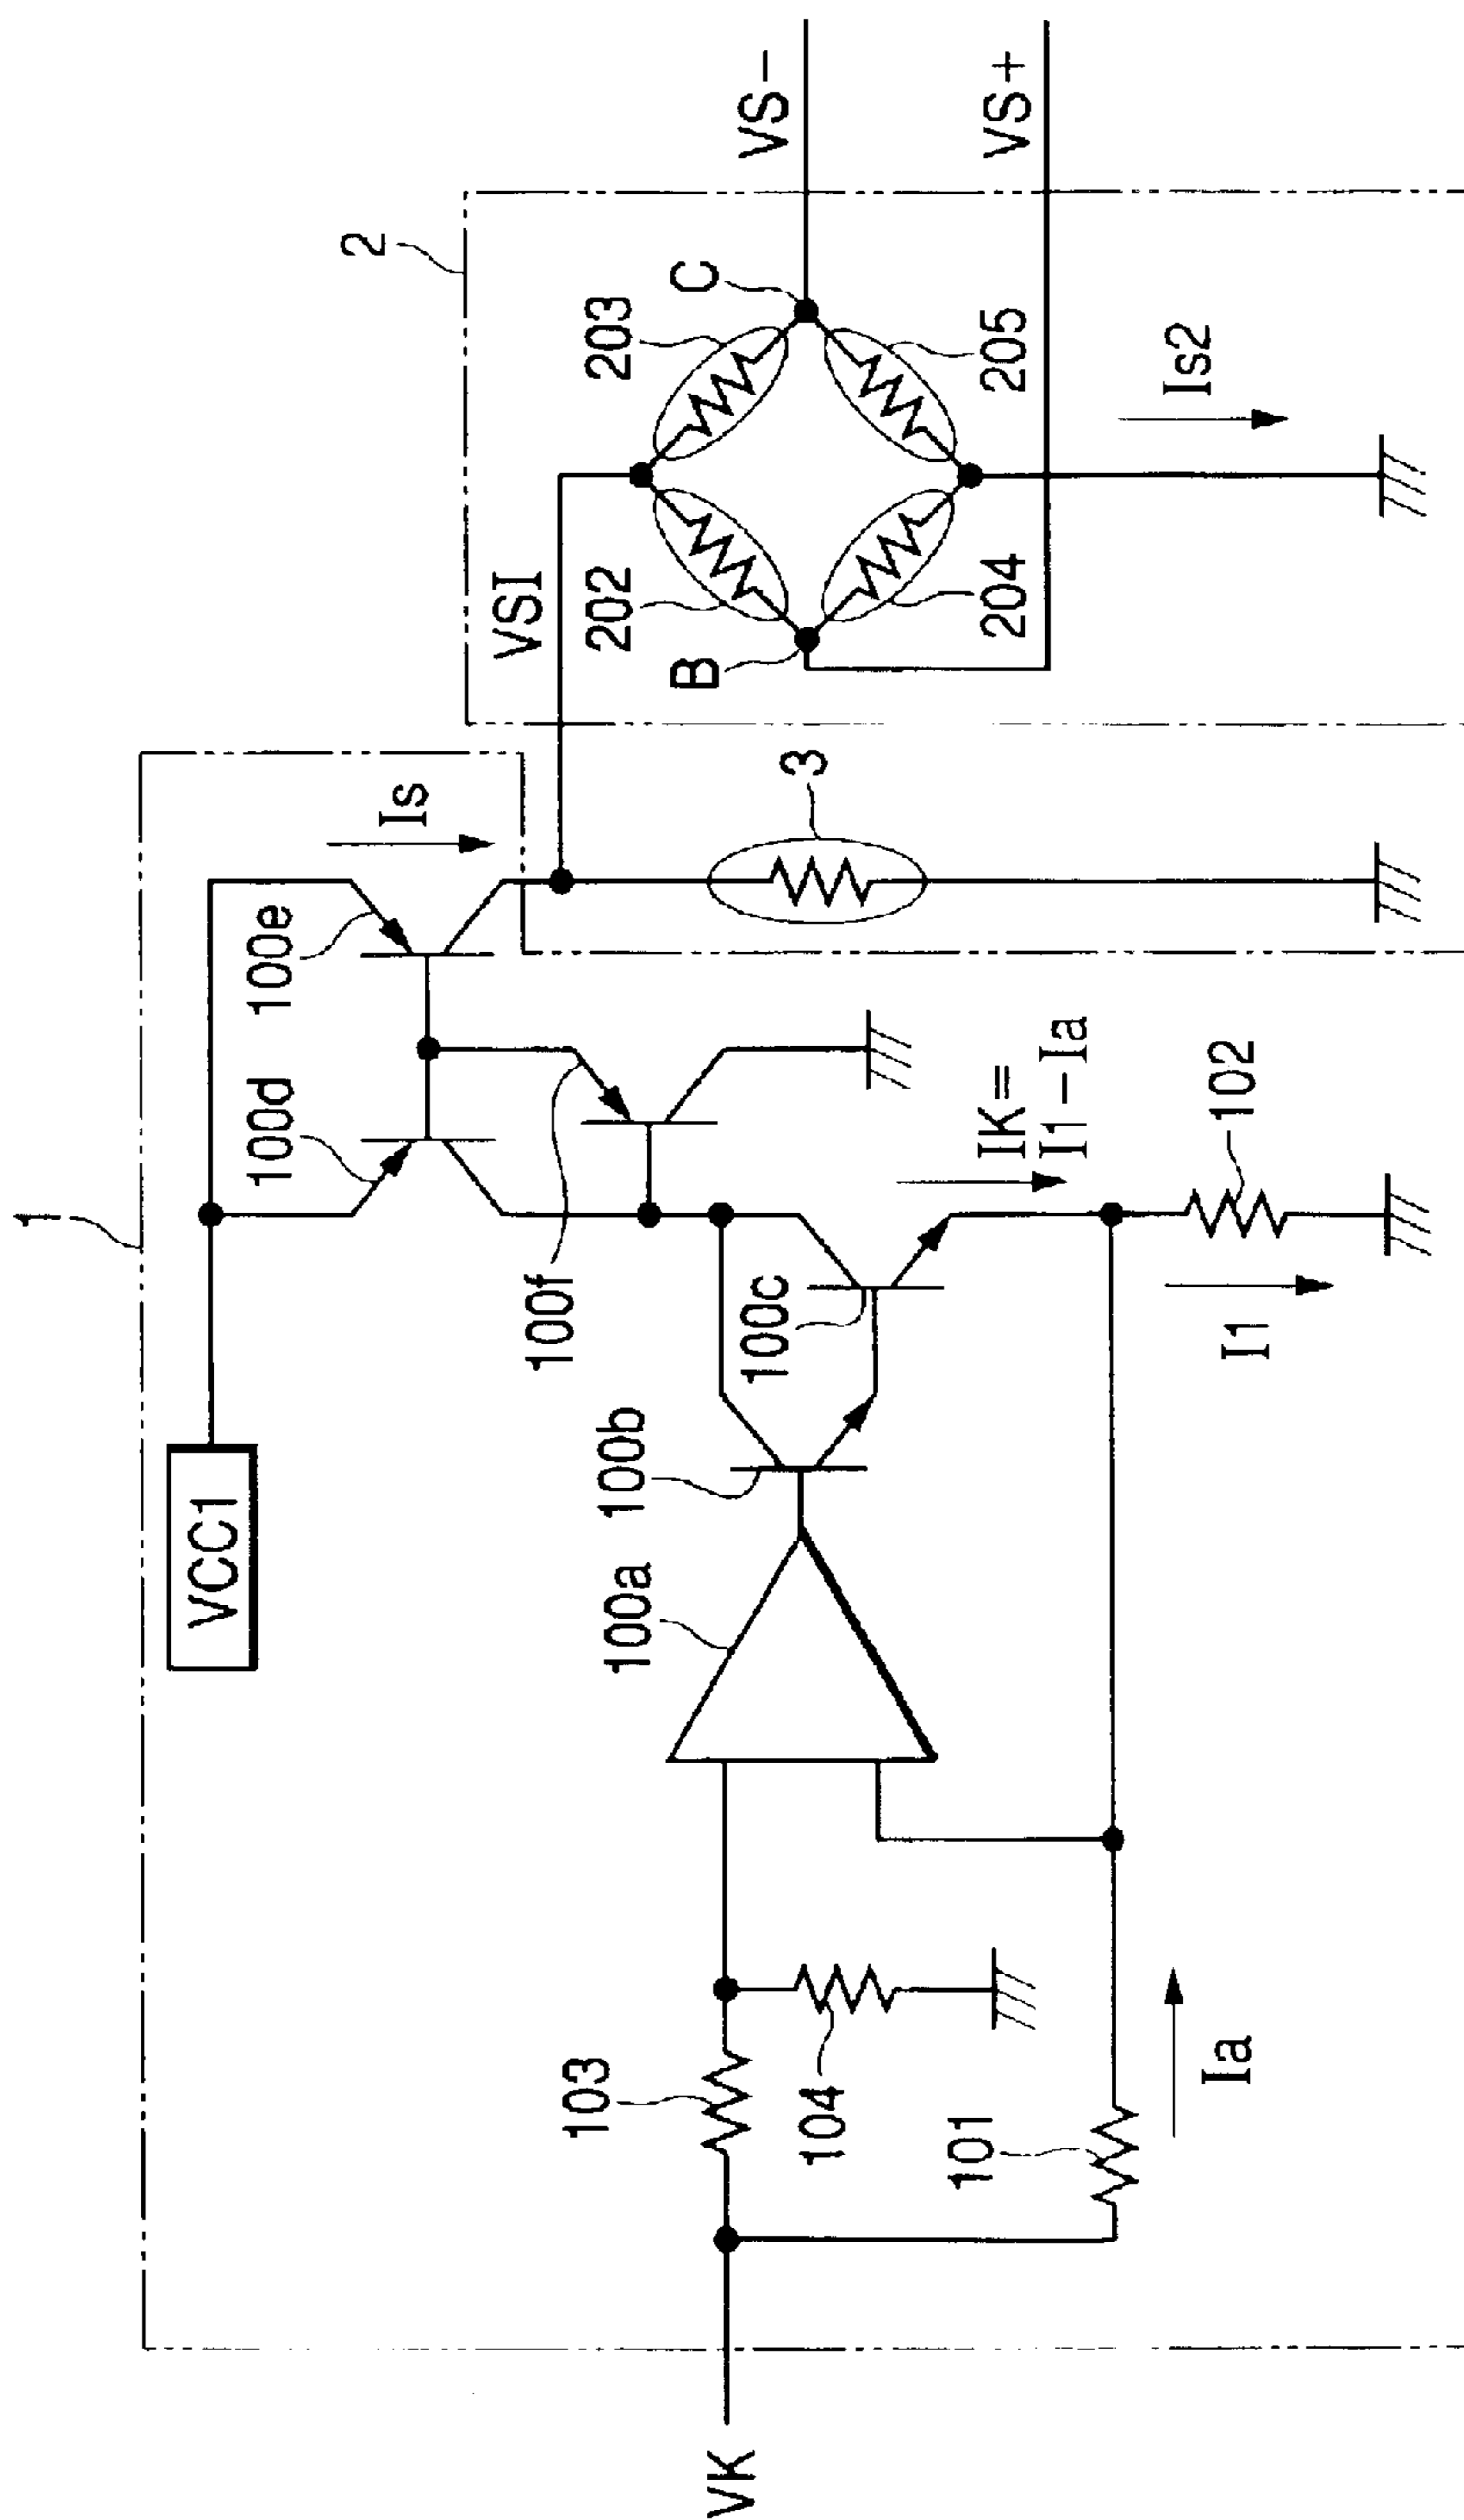 1
VCC1
100d
100e
Is
2
VSI
202
203
B
C
204
205
VS-
VS+
Is2
3
100f
100a
100b
100c
IK=
I1-Ia
102
I1
VK
103
104
101
Ia